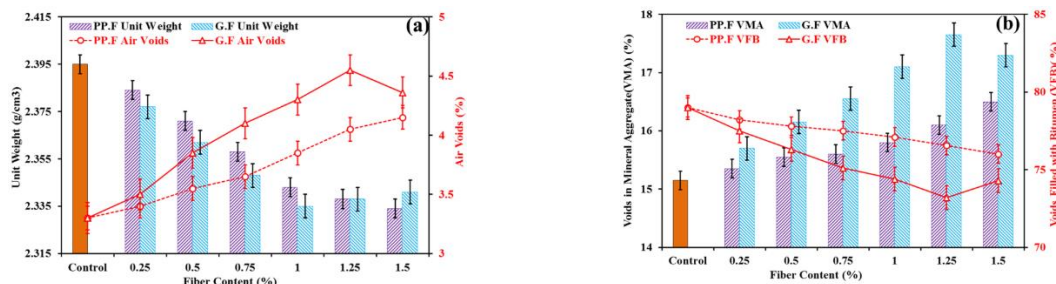 (a)
PP.F Unit Weight
G.F Unit Weight
PP.F Air Voids
G.F Air Voids
Unit Weight (g/cm3)
2.415
2.395
2.375
2.355
2.335
2.315
5
4.5
4
3.5
3
Air Voids (%)
Control
0.25
0.5
0.75
1
1.25
1.5
Fiber Content (%)
(b)
PP.F VMA
G.F VMA
PP.F VFB
G.F VFB
Voids in Mineral Aggregate(VMA) (%)
18
17
16
15
14
85
79
75
70
Voids Filled with Bitumen(VFB)(%)
Control
0.25
0.5
0.75
1
1.25
1.5
Fiber Content (%)